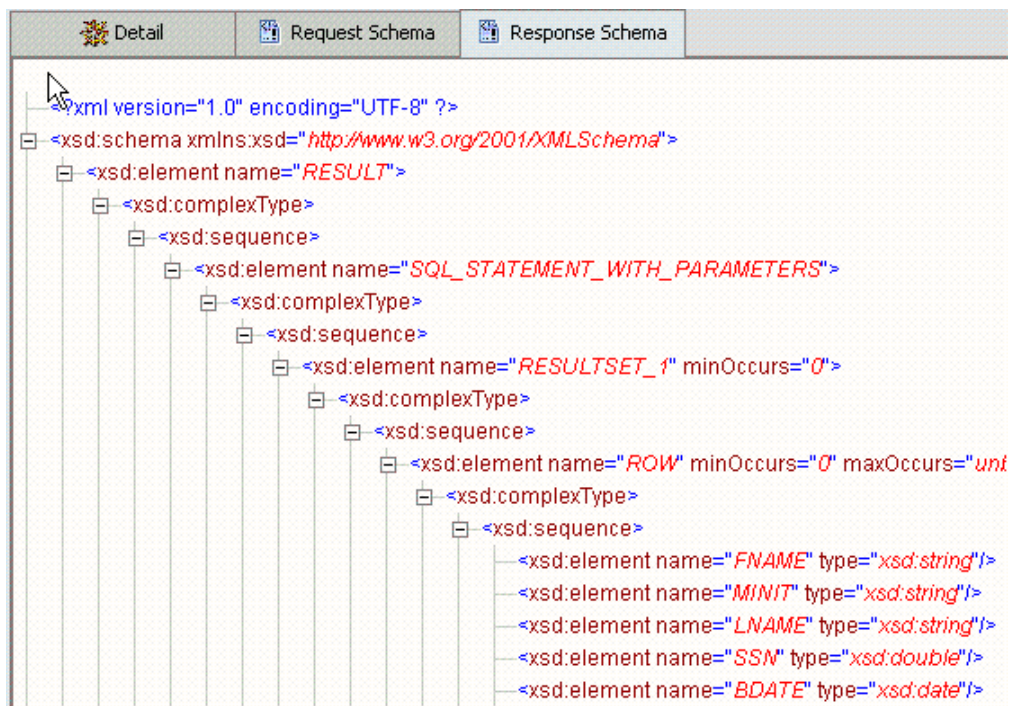 Detail Request Schema Response Schema
<?xml version="1.0" encoding="UTF-8" ?>
<xsd:schema xmlns:xsd="http://www.w3.org/2001/XMLSchema">
<xsd:element name="RESULT">
<xsd:complexType>
<xsd:sequence>
<xsd:element name="SQL_STATEMENT_WITH_PARAMETERS">
<xsd:complexType>
<xsd:sequence>
<xsd:element name="RESULTSET_1" minOccurs="0">
<xsd:complexType>
<xsd:sequence>
<xsd:element name="ROW" minOccurs="0" maxOccurs="
<xsd:complexType>
<xsd:sequence>
<xsd:element name="FNAME" type="xsd:string"/>
<xsd:element name="MINIT" type="xsd:string"/>
<xsd:element name="LNAME" type="xsd:string"/>
<xsd:element name="SSN" type="xsd:double"/>
<xsd:element name="BDATE" type="xsd:date"/>